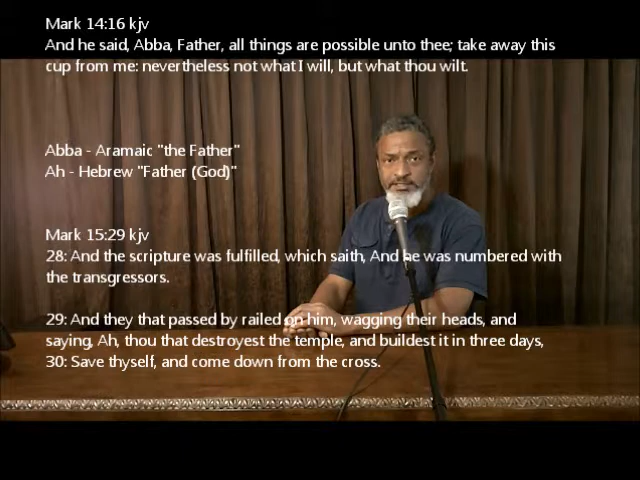 Mark 14:16 kjv
And he said, Abba, Father, all things are possible unto thee; take away this
cup from me: nevertheless not what I will, but what thou wilt.
Abba - Aramaic "the Father"
Ah - Hebrew "Father (God)"
Mark 15:29 kjv
28: And the scripture was fulfilled, which saith, And he was numbered with
the transgressors.
29: And they that passed by railed on him, wagging their heads, and
saying, Ah, thou that destroyest the temple, and buildest it in three days,
30: Save thyself, and come down from the cross.